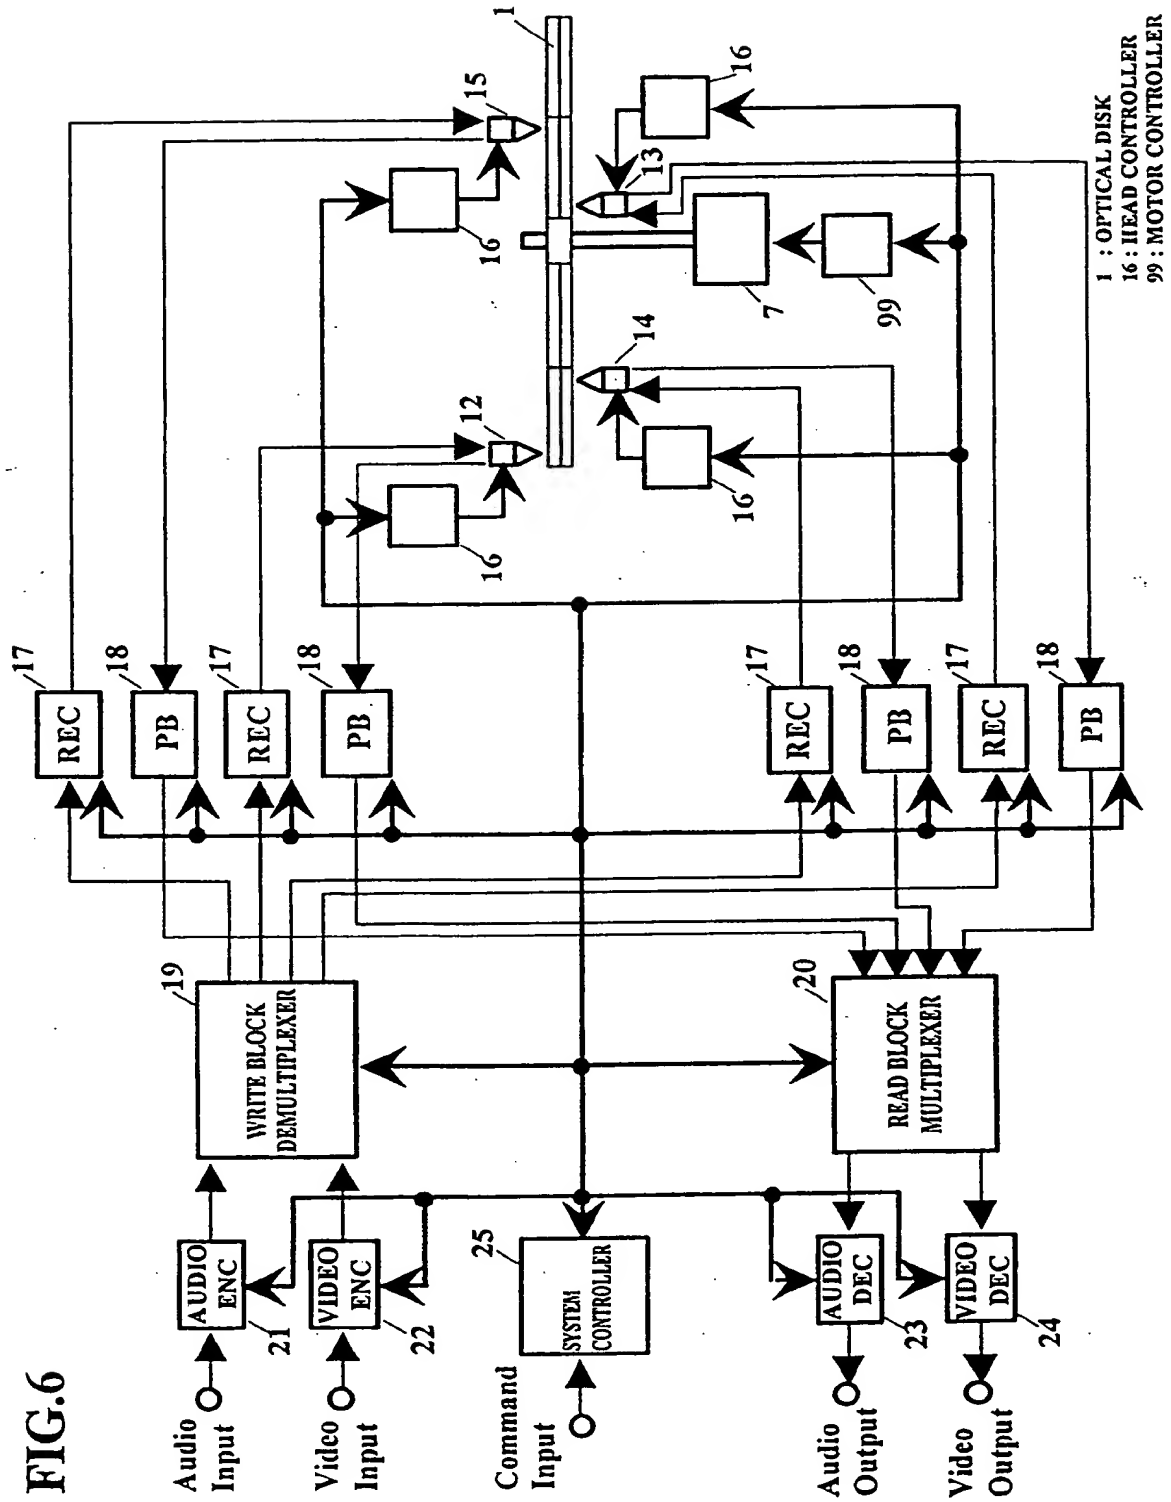 FIG.6
Audio
Input
AUDIO
ENC
21
Video
Input
VIDEO
ENC
22
Command
Input
SYSTEM
CONTROLLER
25
Audio
Output
AUDIO
DEC
23
Video
Output
VIDEO
DEC
24
WRITE BLOCK
DEMULTIPLEXER
19
READ BLOCK
MULTIPLEXER
20
REC
17
PB
18
REC
17
PB
18
REC
17
PB
18
REC
17
PB
18
16
12
16
15
1
16
14
7
99
13
16
1 : OPTICAL DISK
16 : HEAD CONTROLLER
99 : MOTOR CONTROLLER